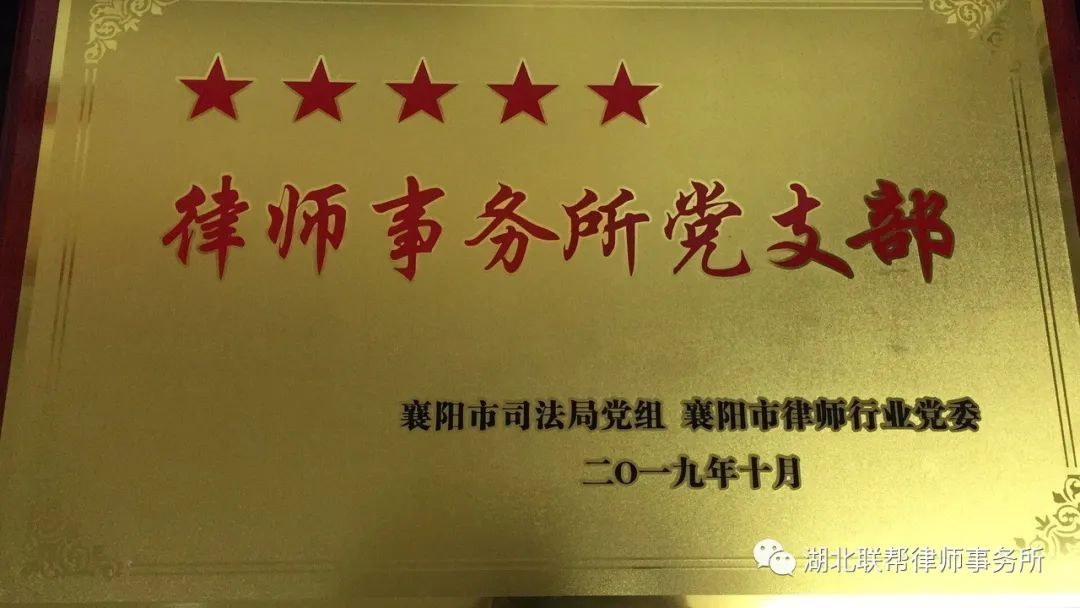 律师事务所党支部
襄阳市司法局党组 襄阳市律师行业党委
二〇一九年十月
湖北联帮律师事务所